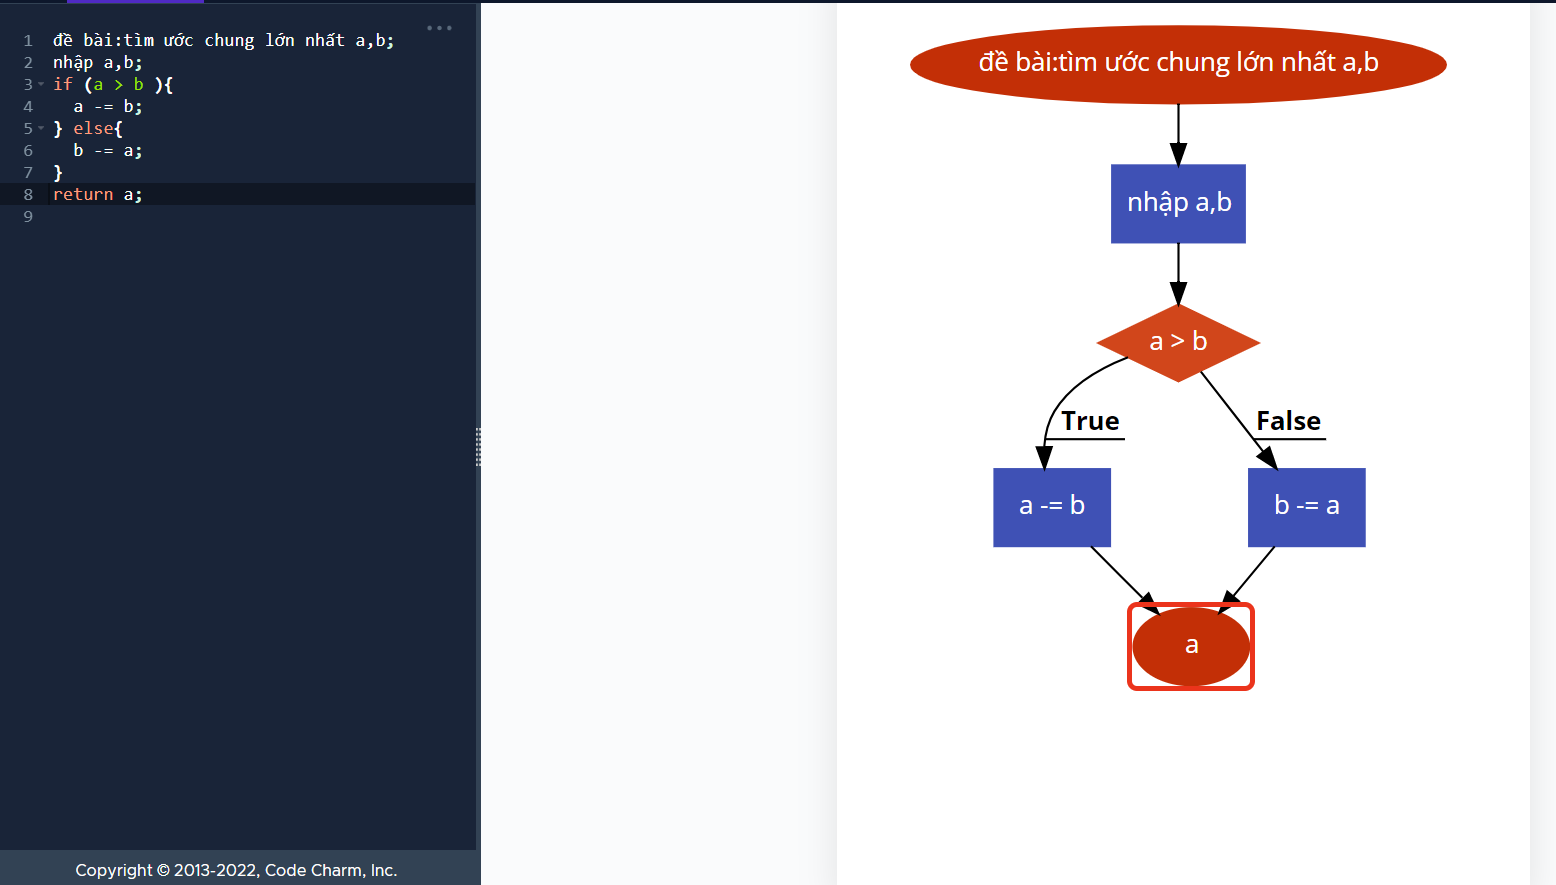 1 đề bài:tìm ước chung lớn nhất a,b;
2 nhập a,b;
3 if (a > b ){
4 a -= b;
5 } else{
6 b -= a;
7 }
8 return a;
9
Copyright © 2013-2022, Code Charm, Inc.
đề bài:tìm ước chung lớn nhất a,b
nhập a,b
a > b
True False
a -= b b -= a
a